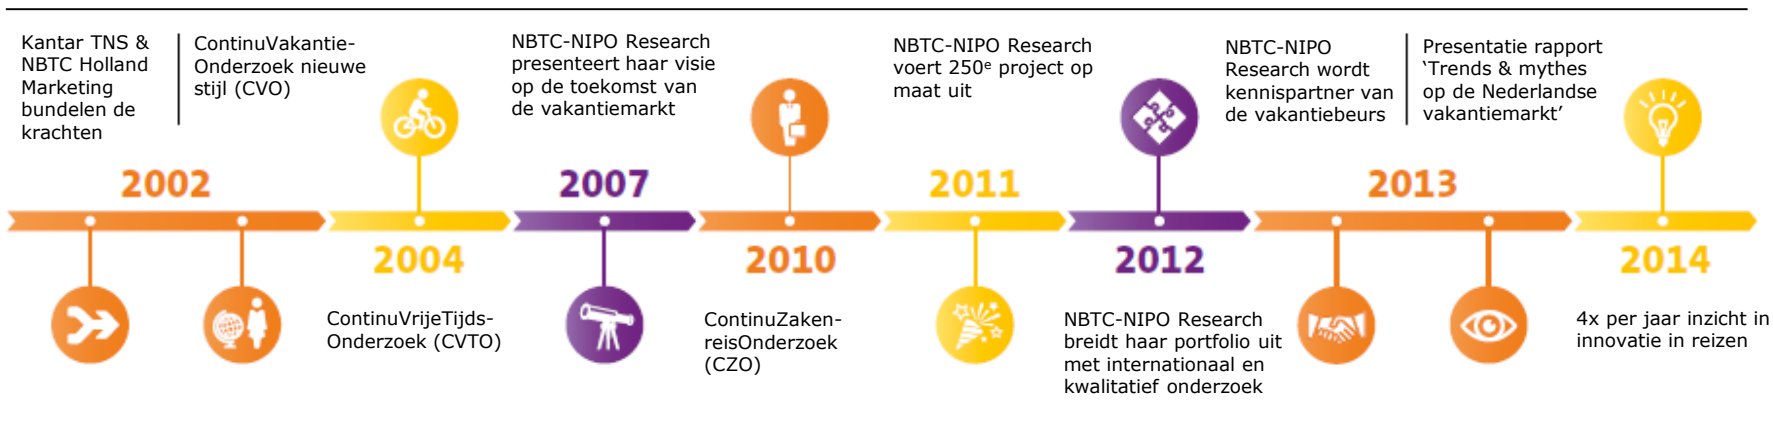 Kantar TNS &
NBTC Holland
Marketing
bundelen de
krachten
ContinuVakantie-
Onderzoek nieuwe
stijl (CVO)
2002
2004
ContinuVrijeTijds-
Onderzoek (CVTO)
NBTC-NIPO Research
presenteert haar visie
op de toekomst van
de vakantiemarkt
2007
2010
ContinuZaken-
reisOnderzoek
(CZO)
NBTC-NIPO Research
voert 250e project op
maat uit
2011
2012
NBTC-NIPO Research
breidt haar portfolio uit
met internationaal en
kwalitatief onderzoek
NBTC-NIPO
Research wordt
kennispartner van
de vakantiebeurs
Presentatie rapport
‘Trends & mythes
op de Nederlandse
vakantiemarkt’
2013
2014
4x per jaar inzicht in
innovatie in reizen